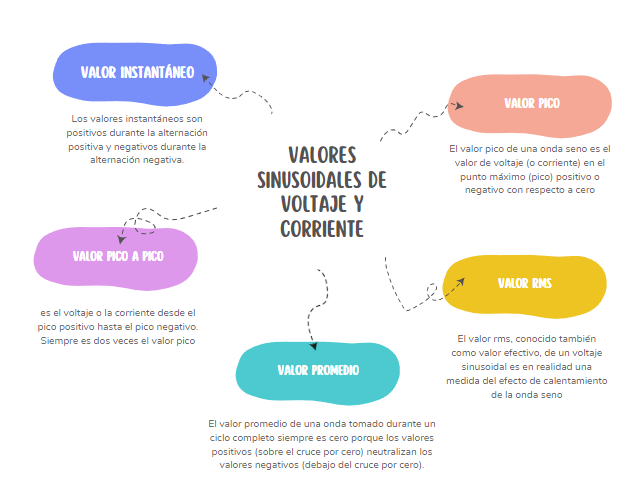 VALORES
SINUSOIDALES DE
VOLTAJE Y
CORRIENTE
VALOR INSTANTÁNEO
Los valores instantáneos son
positivos durante la alternación
positiva y negativos durante la
alternación negativa.
VALOR PICO
El valor pico de una onda seno es el
valor de voltaje (o corriente) en el
punto máximo (pico) positivo o
negativo con respecto a cero
VALOR PICO A PICO
es el voltaje o la corriente desde el
pico positivo hasta el pico negativo.
Siempre es dos veces el valor pico
VALOR RMS
El valor rms, conocido también
como valor efectivo, de un voltaje
sinusoidal es en realidad una
medida del efecto de calentamiento
de la onda seno
VALOR PROMEDIO
El valor promedio de una onda tomado durante un
ciclo completo siempre es cero porque los valores
positivos (sobre el cruce por cero) neutralizan los
valores negativos (debajo del cruce por cero).